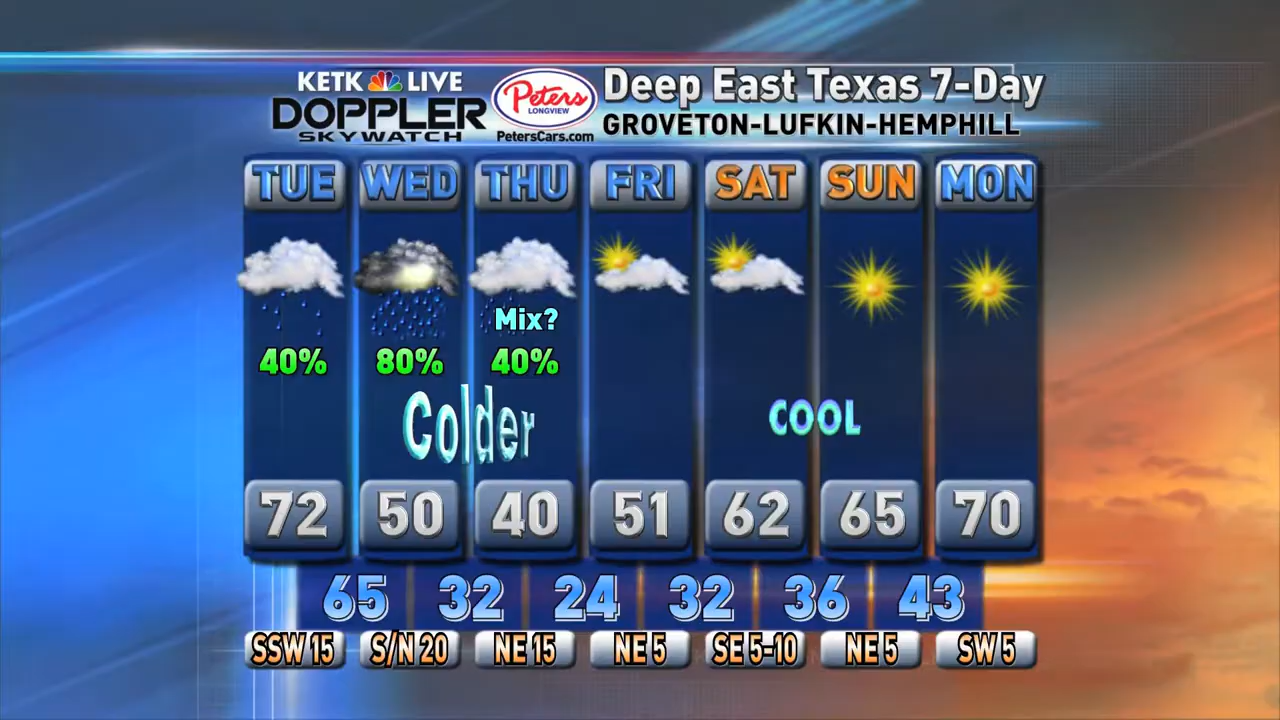 KETK LIVE
DOPPLER
SKYWATCH
Peters
LONGVIEW
PetersCars.com
Deep East Texas 7-Day
GROVETON-LUFKIN-HEMPHILL
TUE WED THU FRI SAT SUN MON
Mix?
40% 80% 40%
Colder
COOL
72 50 40 51 62 65 70
65 32 24 32 36 43
SSW 15 S/N 20 NE 15 NE 5 SE 5-10 NE 5 SW 5